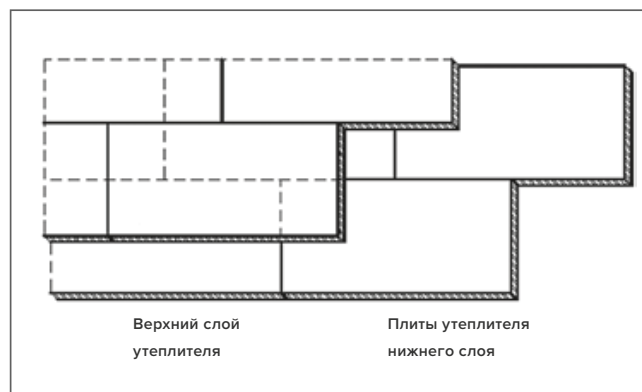 Верхний слой
утеплителя
Плиты утеплителя
нижнего слоя